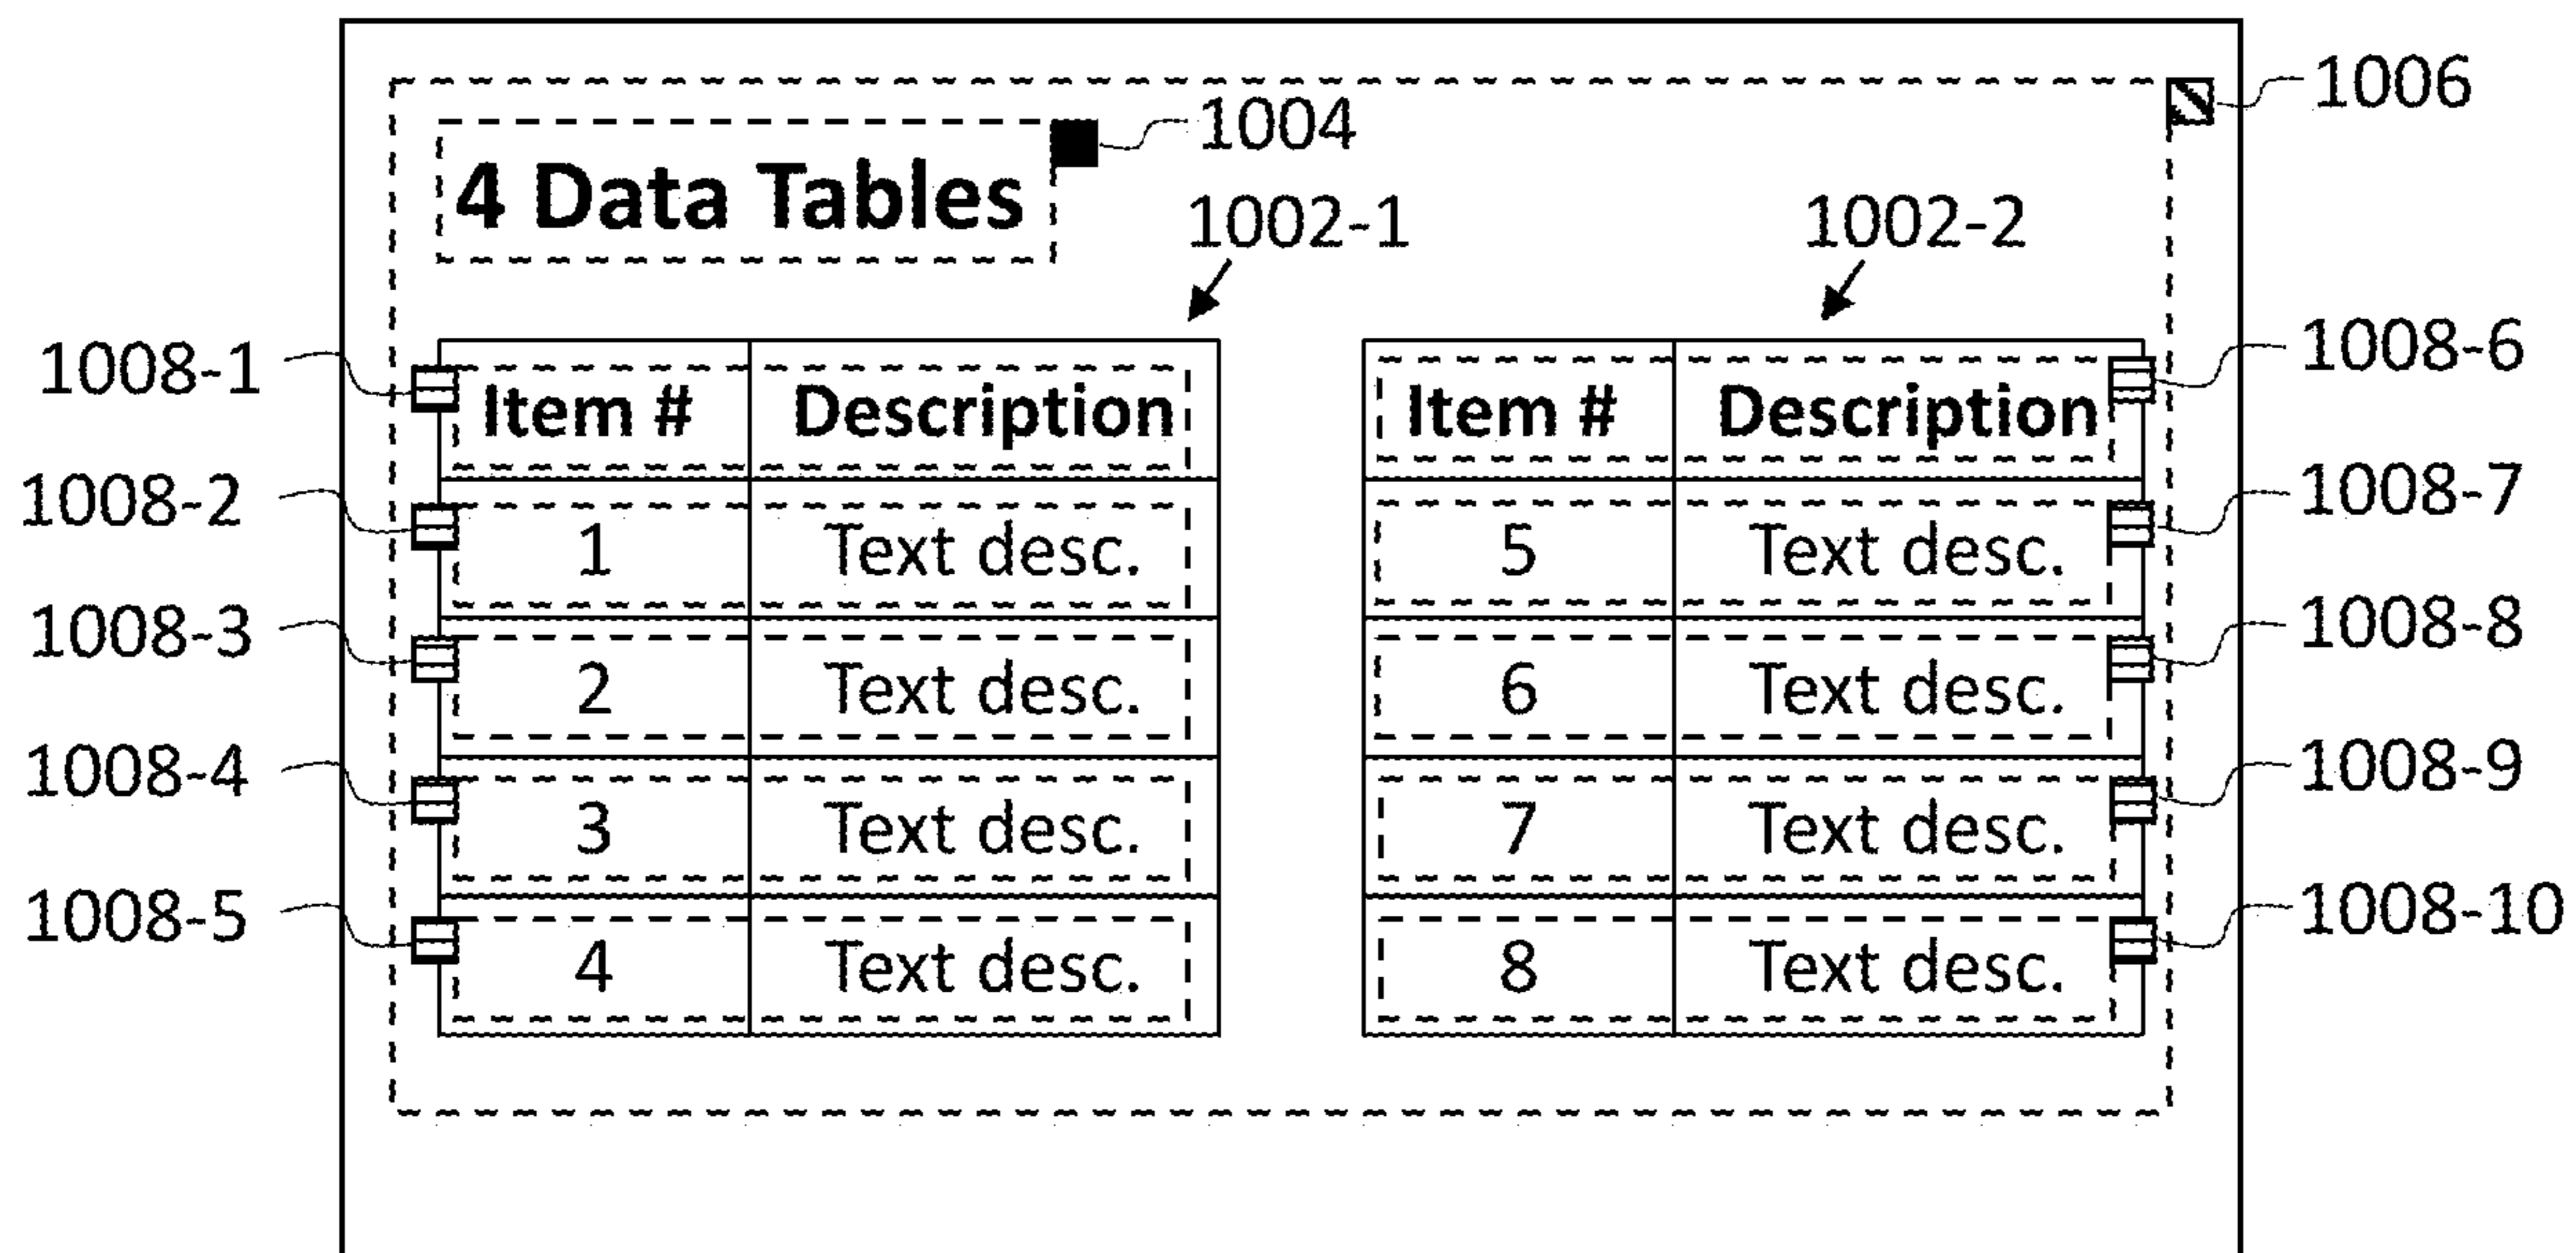 1006
1004
4 Data Tables
1002-1 1002-2
1008-1 Item # Description Item # Description 1008-6
1008-2 1 Text desc. 5 Text desc. 1008-7
1008-3 2 Text desc. 6 Text desc. 1008-8
1008-4 3 Text desc. 7 Text desc. 1008-9
1008-5 4 Text desc. 8 Text desc. 1008-10